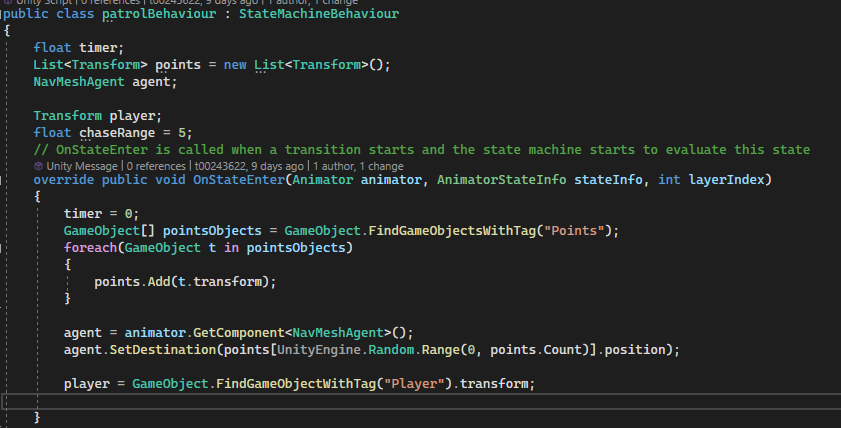 Unity Script | 0 references | t00243622, 9 days ago | 1 author, 1 change
public class patrolBehaviour : StateMachineBehaviour
{
float timer;
List<Transform> points = new List<Transform>();
NavMeshAgent agent;
Transform player;
float chaseRange = 5;
// OnStateEnter is called when a transition starts and the state machine starts to evaluate this state
Unity Message | 0 references | t00243622, 9 days ago | 1 author, 1 change
override public void OnStateEnter(Animator animator, AnimatorStateInfo stateInfo, int layerIndex)
{
timer = 0;
GameObject[] pointsObjects = GameObject.FindGameObjectsWithTag("Points");
foreach(GameObject t in pointsObjects)
{
points.Add(t.transform);
}
agent = animator.GetComponent<NavMeshAgent>();
agent.SetDestination(points[UnityEngine.Random.Range(0, points.Count)].position);
player = GameObject.FindGameObjectWithTag("Player").transform;
}